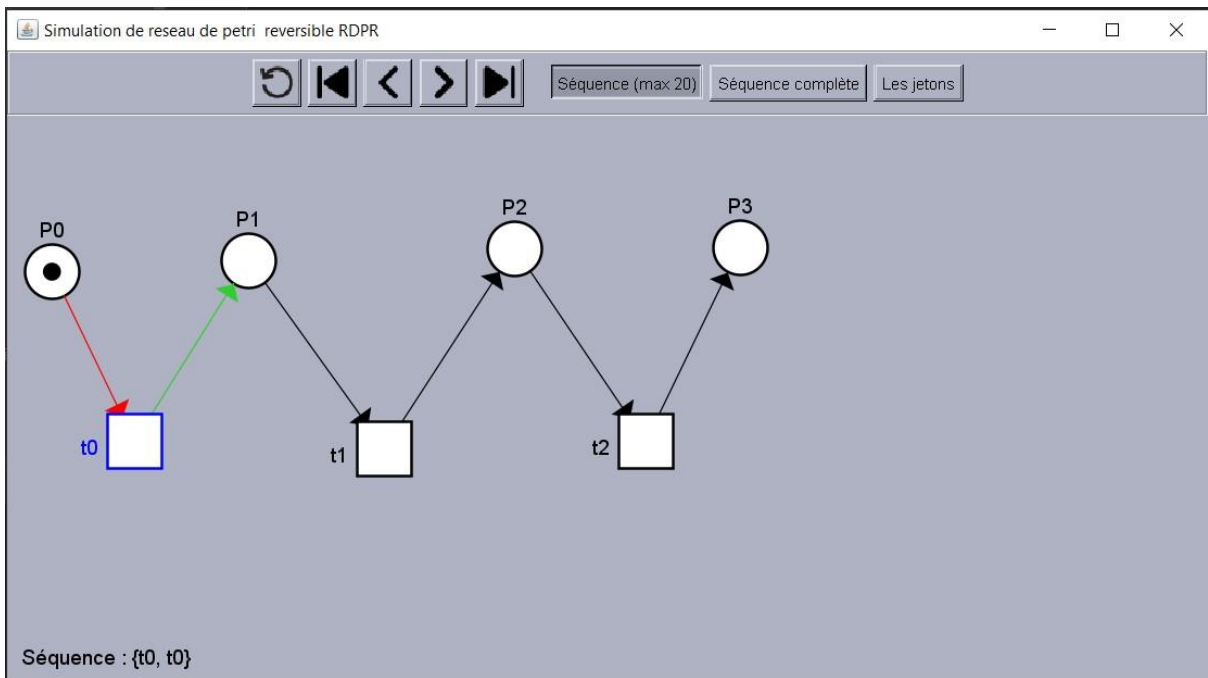 Simulation de reseau de petri reversible RDPR
Séquence (max 20) Séquence complète Les jetons
P0 P1 P2 P3
t0 t1 t2
Séquence : {t0, t0}